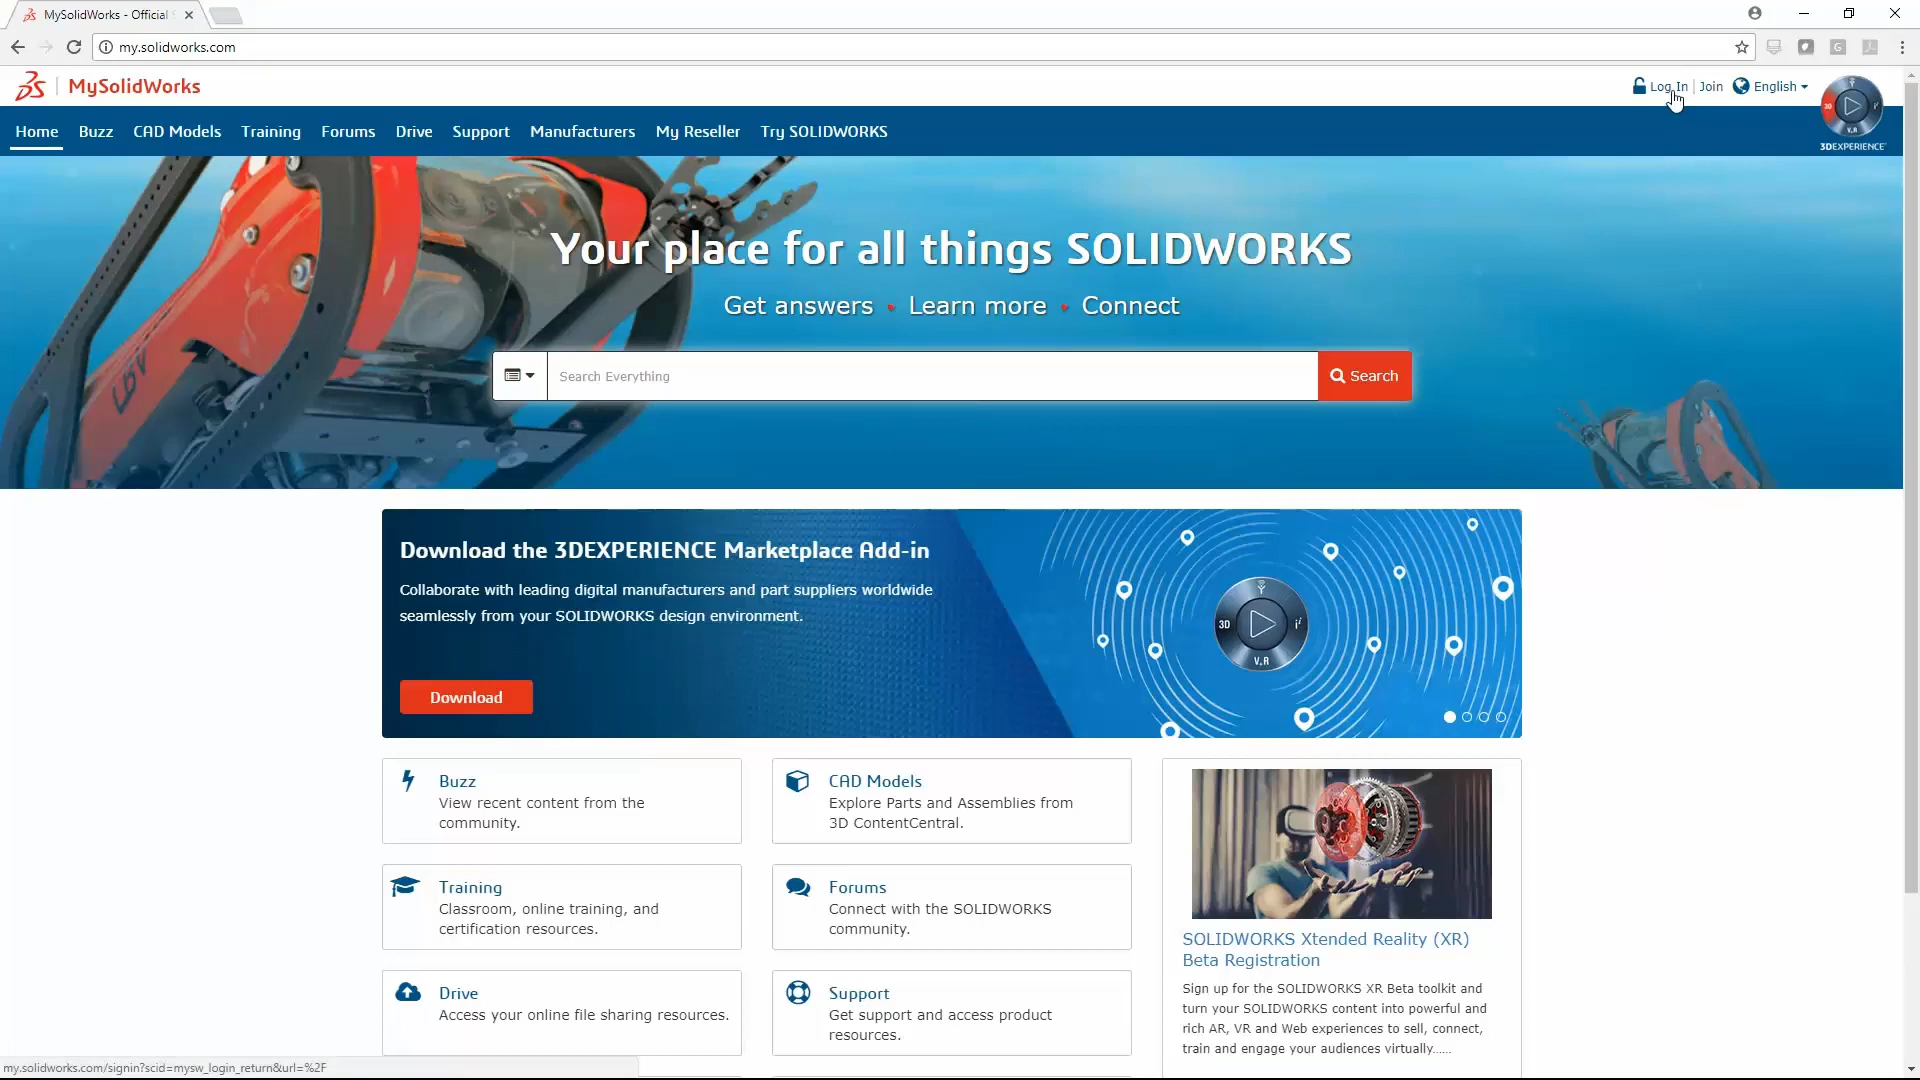 MySolidWorks - Official S
my.solidworks.com
MySolidWorks
Log In | Join English
Home Buzz CAD Models Training Forums Drive Support Manufacturers My Reseller Try SOLIDWORKS
3D V.R
3DEXPERIENCE
Your place for all things SOLIDWORKS
Get answers • Learn more • Connect
Search Everything
Search
LBV
Download the 3DEXPERIENCE Marketplace Add-in
Collaborate with leading digital manufacturers and part suppliers worldwide
seamlessly from your SOLIDWORKS design environment.
3D V.R
Download
Buzz
View recent content from the
community.
CAD Models
Explore Parts and Assemblies from
3D ContentCentral.
Training
Classroom, online training, and
certification resources.
Forums
Connect with the SOLIDWORKS
community.
Drive
Access your online file sharing resources.
Support
Get support and access product
resources.
SOLIDWORKS Xtended Reality (XR)
Beta Registration
Sign up for the SOLIDWORKS XR Beta toolkit and
turn your SOLIDWORKS content into powerful and
rich AR, VR and Web experiences to sell, connect,
train and engage your audiences virtually......
my.solidworks.com/signin?scid=mysw_login_return&url=%2F